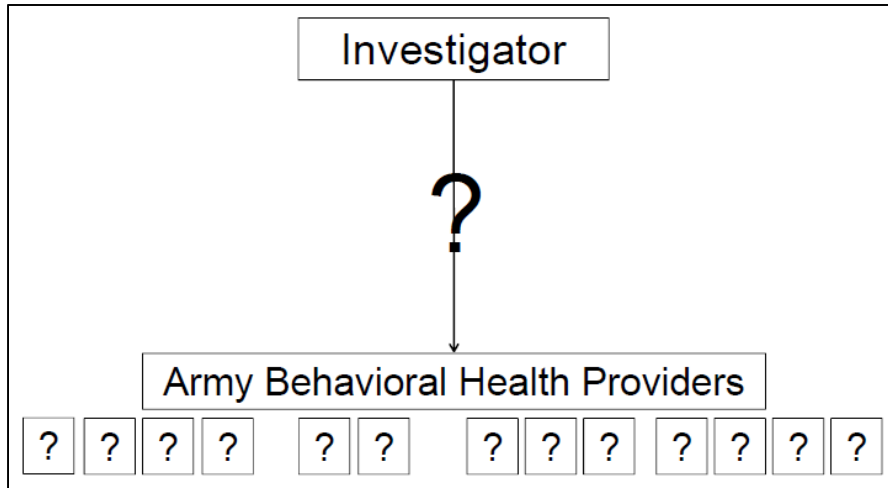 Investigator
?
Army Behavioral Health Providers
? ? ? ? ? ? ? ? ? ? ? ? ?